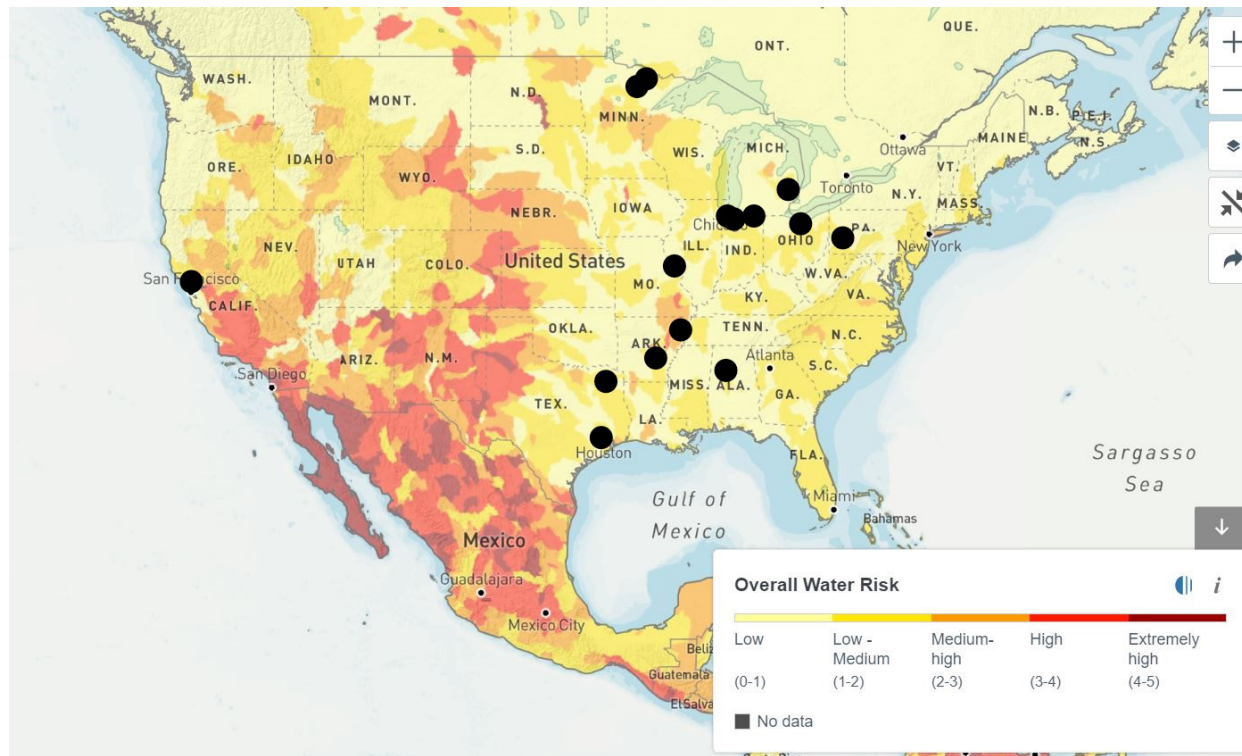 QUE.
ONT.
WASH.
MONT.
N.D.
MINN.
N.B.
P.E.I.
MAINE
N.S.
Ottawa
VT.
MICH.
WIS.
S.D.
ORE.
IDAHO
WYO.
Toronto
N.Y.
MASS.
IOWA
NEBR.
Chicago
PA.
New York
OHIO
IND.
ILL.
NEV.
UTAH
COLO.
United States
San Francisco
MO.
W.VA.
VA.
KY.
CALIF.
OKLA.
TENN.
N.C.
ARK.
ARIZ.
N.M.
Atlanta
S.C.
San Diego
MISS.
ALA.
GA.
TEX.
LA.
Houston
FLA.
Sargasso
Sea
Gulf of
Mexico
Miami
Bahamas
Mexico
Guadalajara
Mexico City
Guatemala
Overall Water Risk
i
Low
Low -
Medium
Medium-
high
High
Extremely
high
(0-1)
(1-2)
(2-3)
(3-4)
(4-5)
No data